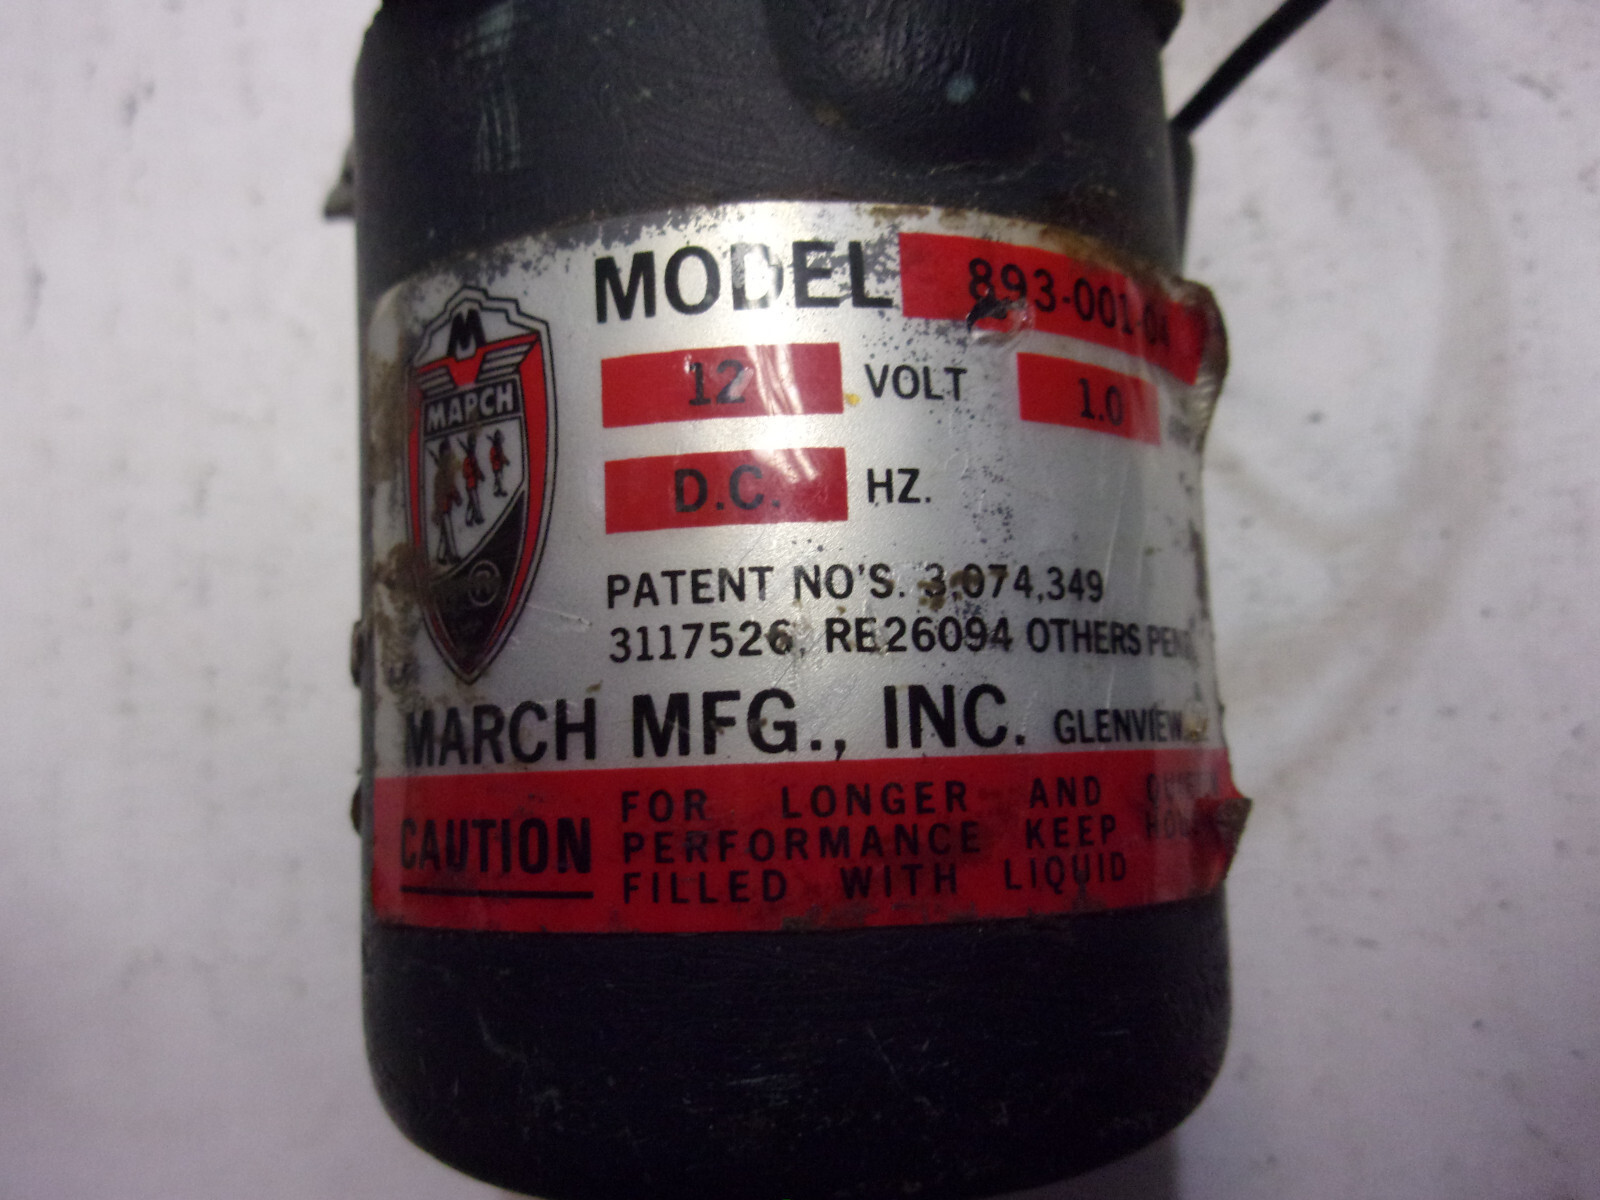 MODEL 893-001-04
M
MARCH
12 VOLT 1.0
D.C. HZ.
PATENT NO'S. 3,074,349
3117526, RE26094 OTHERS
MARCH MFG., INC. GLENVIEW
CAUTION
FOR LONGER AND
PERFORMANCE KEEP
FILLED WITH LIQUID